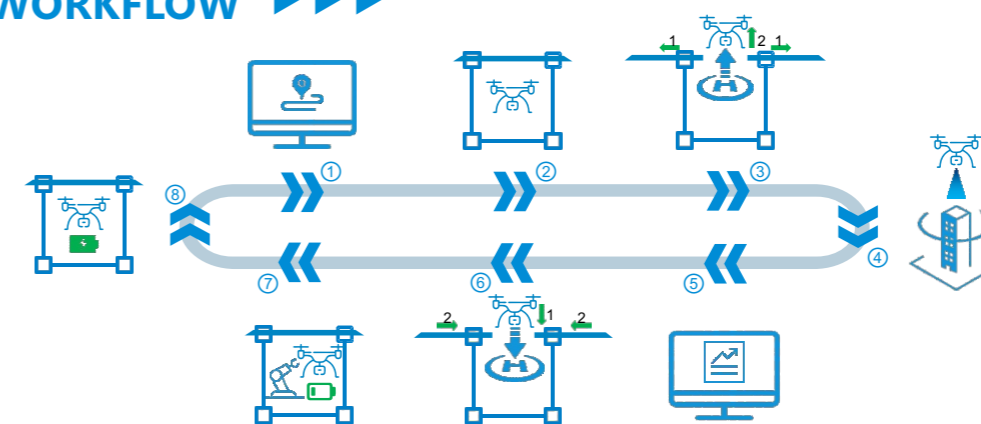 WORKFLOW
1 2 1
① ② ③
⑧
④
⑦ ⑥ ⑤
2 1 2